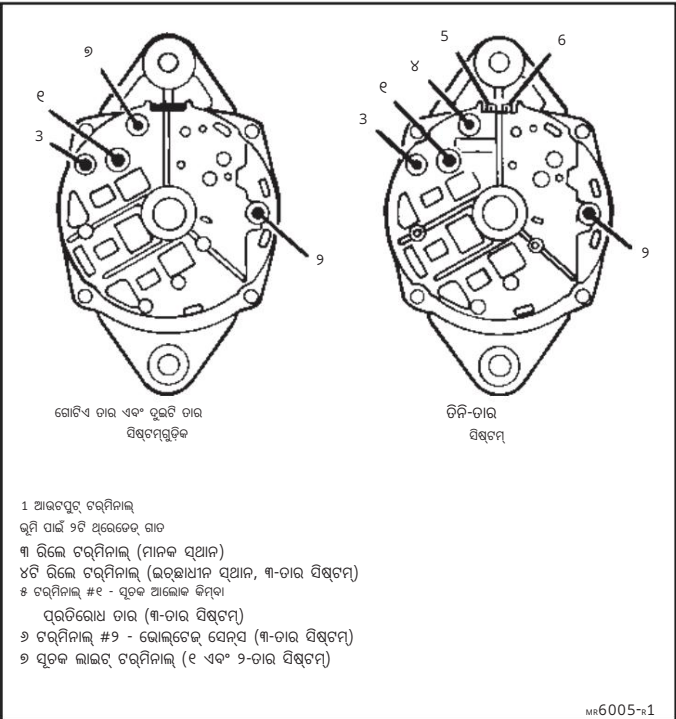 ୭
୧
3
୨
5
6
୪
୧
3
୨
ଗୋଟିଏ ତାର ଏବଂ ଦୁଇଟି ତାର
ସିଷ୍ଟମ୍‌ଗୁଡ଼ିକ
ତିନି-ତାର
ସିଷ୍ଟମ୍
1 ଆଉଟପୁଟ୍ ଟର୍ମିନାଲ୍
ଭୂମି ପାଇଁ ୨ଟି ଥ୍ରେଡେଡ୍ ଗାତ
୩ ରିଲେ ଟର୍ମିନାଲ୍ (ମାନକ ସ୍ଥାନ)
୪ଟି ରିଲେ ଟର୍ମିନାଲ୍ (ଇଚ୍ଛାଧୀନ ସ୍ଥାନ, ୩-ତାର ସିଷ୍ଟମ୍)
୫ ଟର୍ମିନାଲ୍ #୧ - ସୂଚକ ଆଲୋକ କିମ୍ବା
ପ୍ରତିରୋଧ ତାର (୩-ତାର ସିଷ୍ଟମ୍)
୬ ଟର୍ମିନାଲ୍ #୨ - ଭୋଲ୍ଟେଜ୍ ସେନ୍ସ (୩-ତାର ସିଷ୍ଟମ୍)
୭ ସୂଚକ ଲାଇଟ୍ ଟର୍ମିନାଲ୍ (୧ ଏବଂ ୨-ତାର ସିଷ୍ଟମ୍)
MR6005-R1